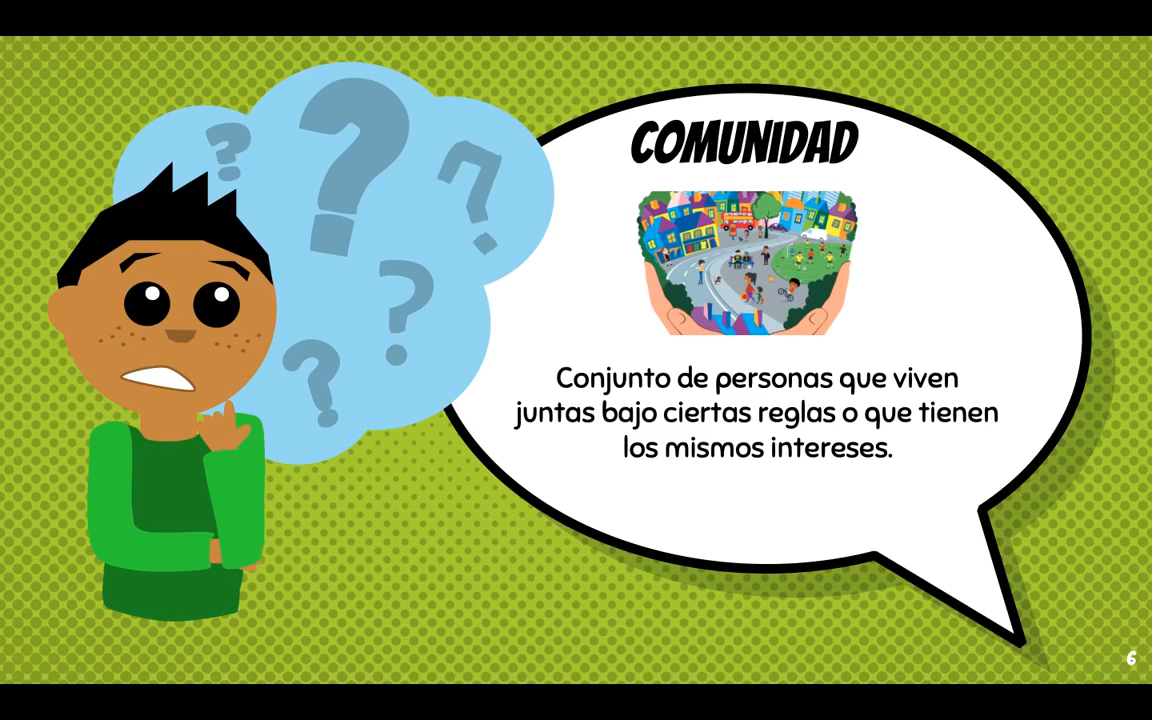 COMUNIDAD
Conjunto de personas que viven
juntas bajo ciertas reglas o que tienen
los mismos intereses.
6